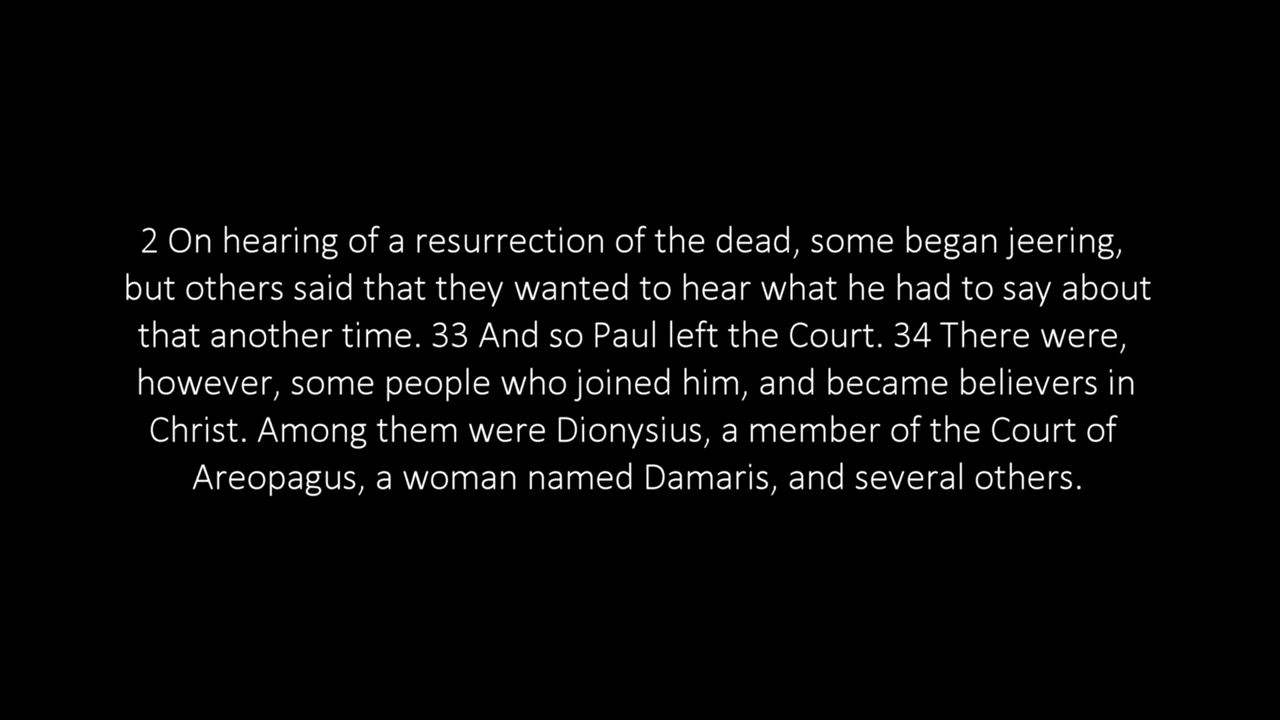 2 On hearing of a resurrection of the dead, some began jeering,
but others said that they wanted to hear what he had to say about
that another time. 33 And so Paul left the Court. 34 There were,
however, some people who joined him, and became believers in
Christ. Among them were Dionysius, a member of the Court of
Areopagus, a woman named Damaris, and several others.